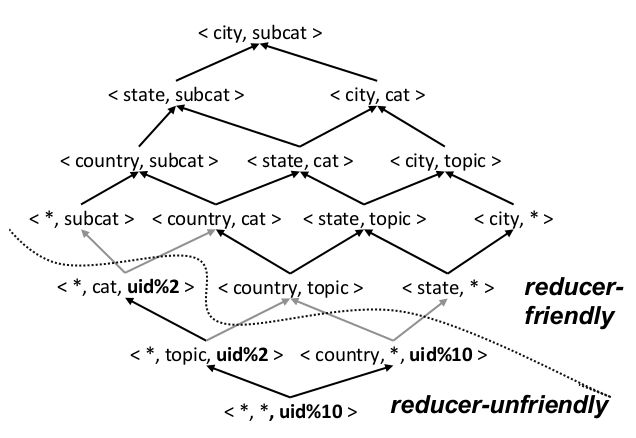 < city, subcat >
< state, subcat >
< city, cat >
< country, subcat >
< state, cat >
< city, topic >
< *, subcat >
< country, cat >
< state, topic >
< city, * >
< *, cat, uid%2 >
< country, topic >
< state, * >
reducer-
friendly
< *, topic, uid%2 >
< country, *, uid%10 >
< *, *, uid%10 >
reducer-unfriendly